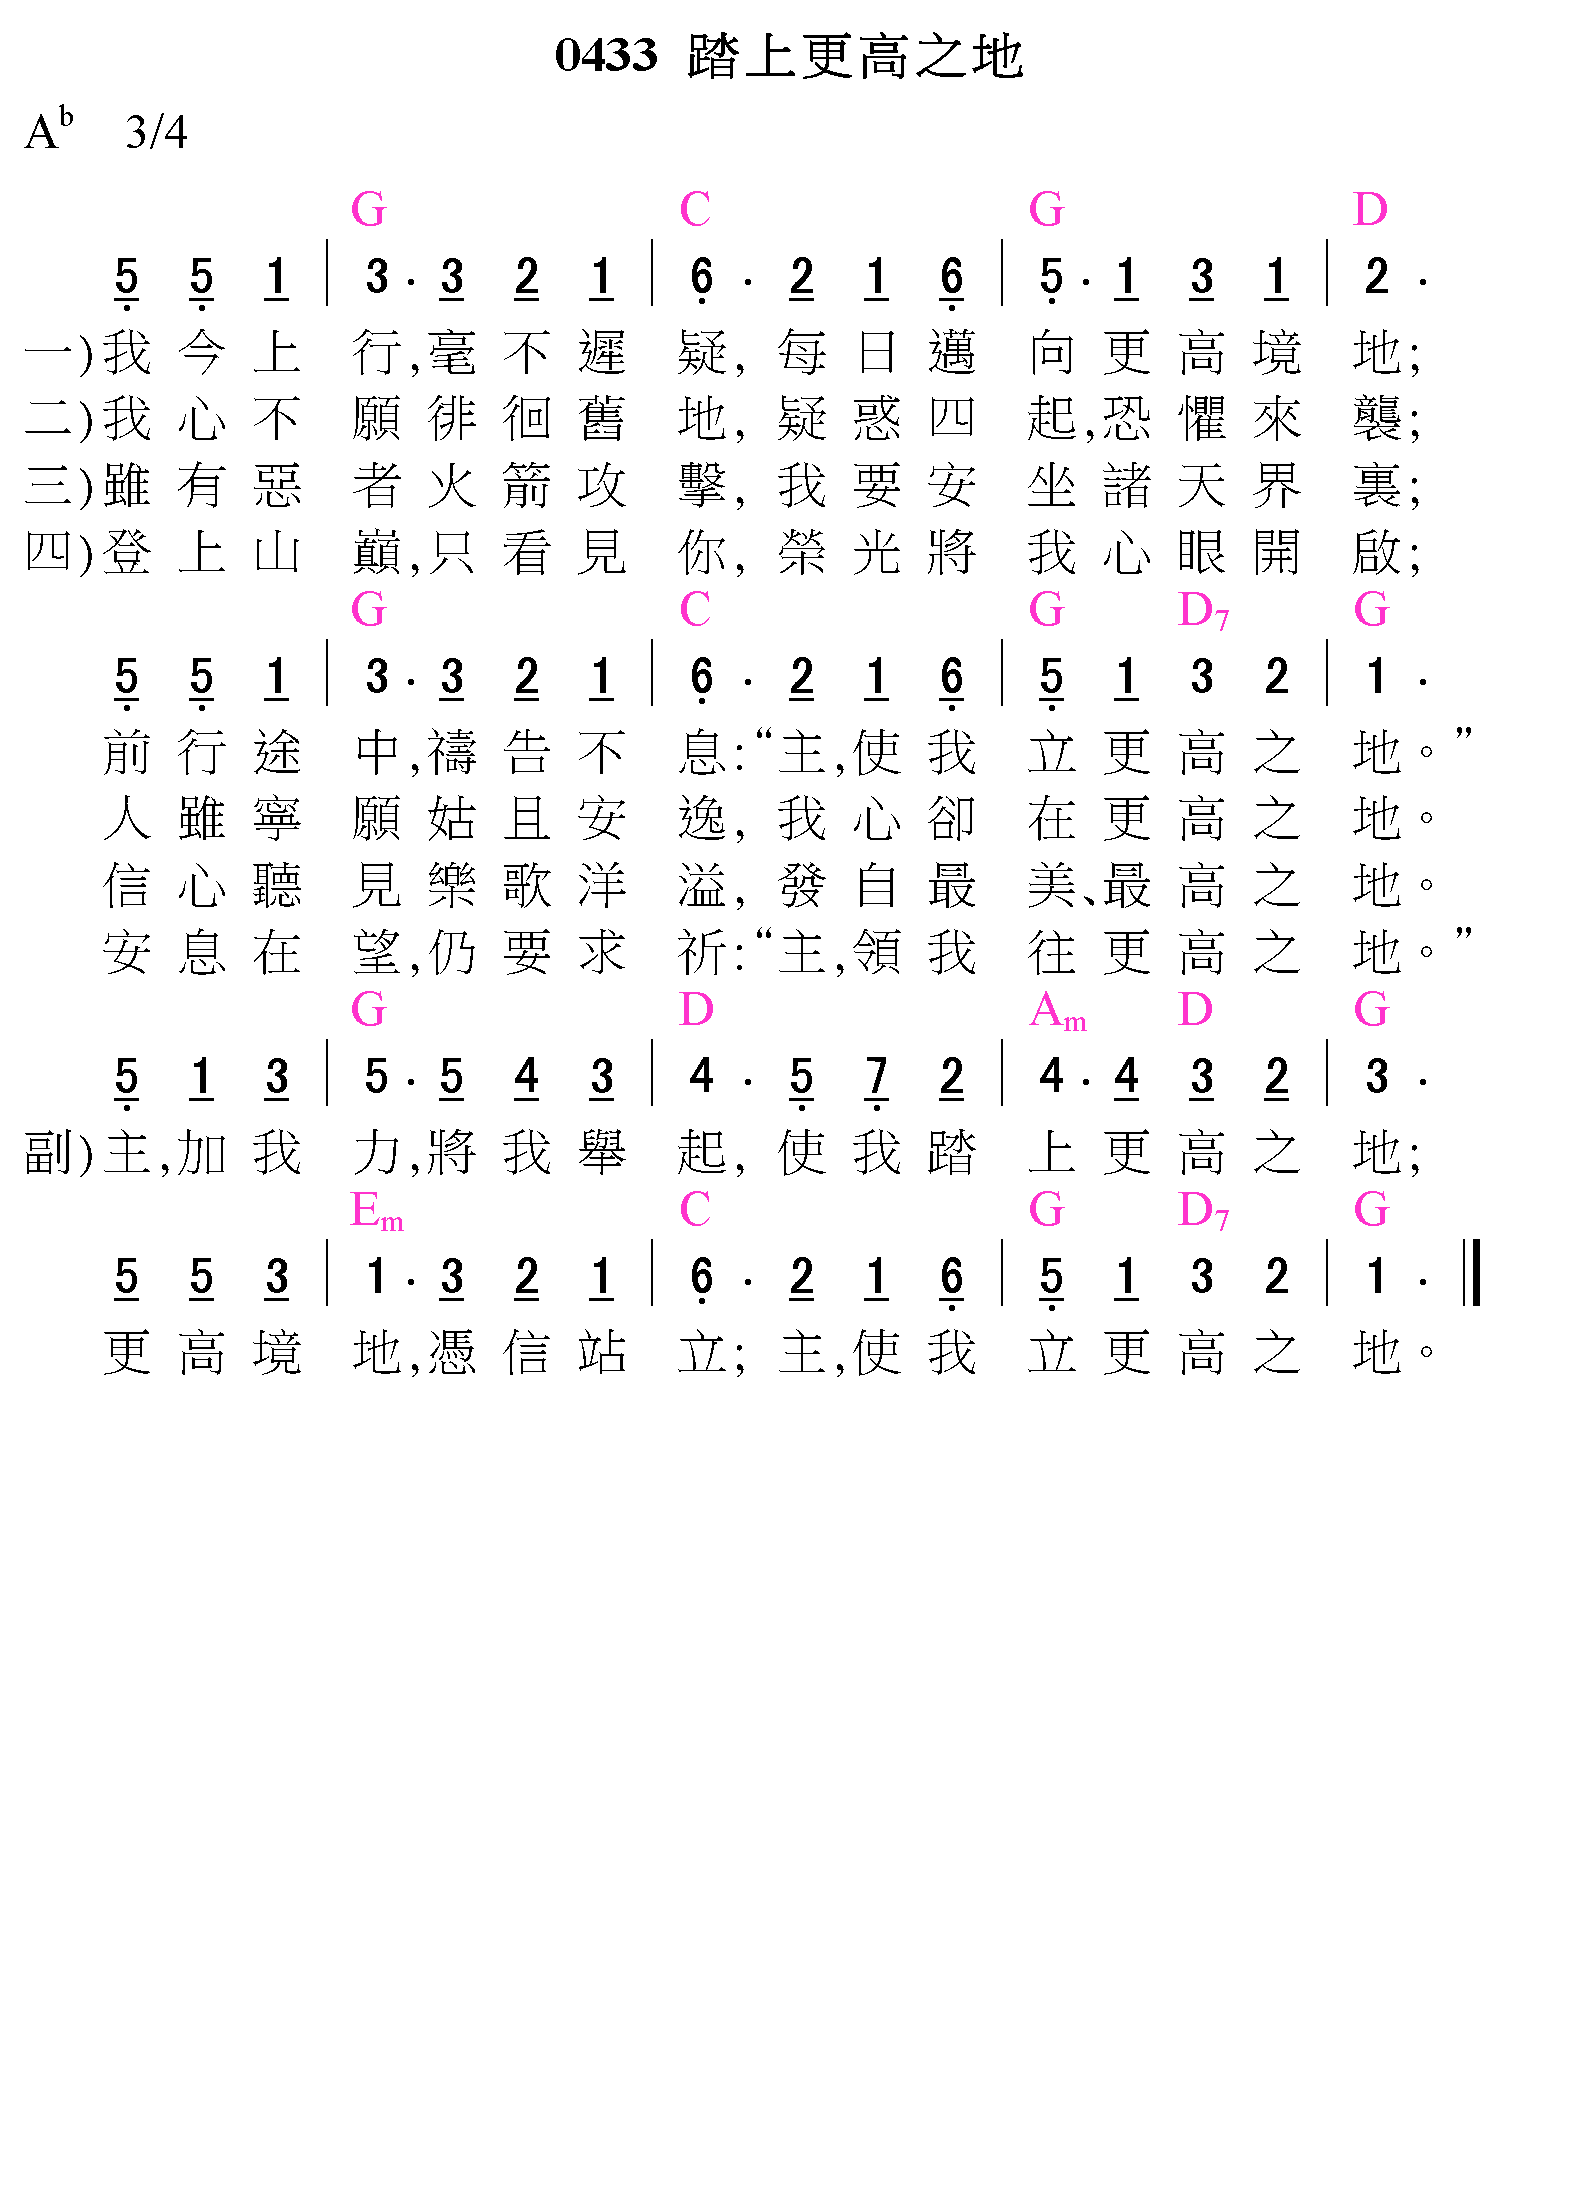 0433 踏上更高之地
A♭ 3/4
G C G D
5 5 1 | 3 . 3 2 1 | 6 . 2 1 6 | 5 . 1 3 1 | 2 .
一)我今上行,毫不遲疑,每日邁向更高境地;
二)我心不願徘徊舊地,疑惑四起,恐懼來襲;
三)雖有惡者火箭攻擊,我要安坐諸天界裏;
四)登上山巔,只看見你,榮光將我心眼開啟;
G C G D7 G
5 5 1 | 3 . 3 2 1 | 6 . 2 1 6 | 5 1 3 2 | 1 .
前行途中,禱告不息:“主,使我立更高之地。”
人雖寧願姑且安逸,我心卻在更高之地。
信心聽見樂歌洋溢,發自最美、最高之地。
安息在望,仍要求祈:“主,領我往更高之地。”
G D Am D G
5 1 3 | 5 . 5 4 3 | 4 . 5 7 2 | 4 . 4 3 2 | 3 .
副)主,加我力,將我舉起,使我踏上更高之地;
Em C G D7 G
5 5 3 | 1 . 3 2 1 | 6 . 2 1 6 | 5 1 3 2 | 1 . ‖
更高境地,憑信站立;主,使我立更高之地。